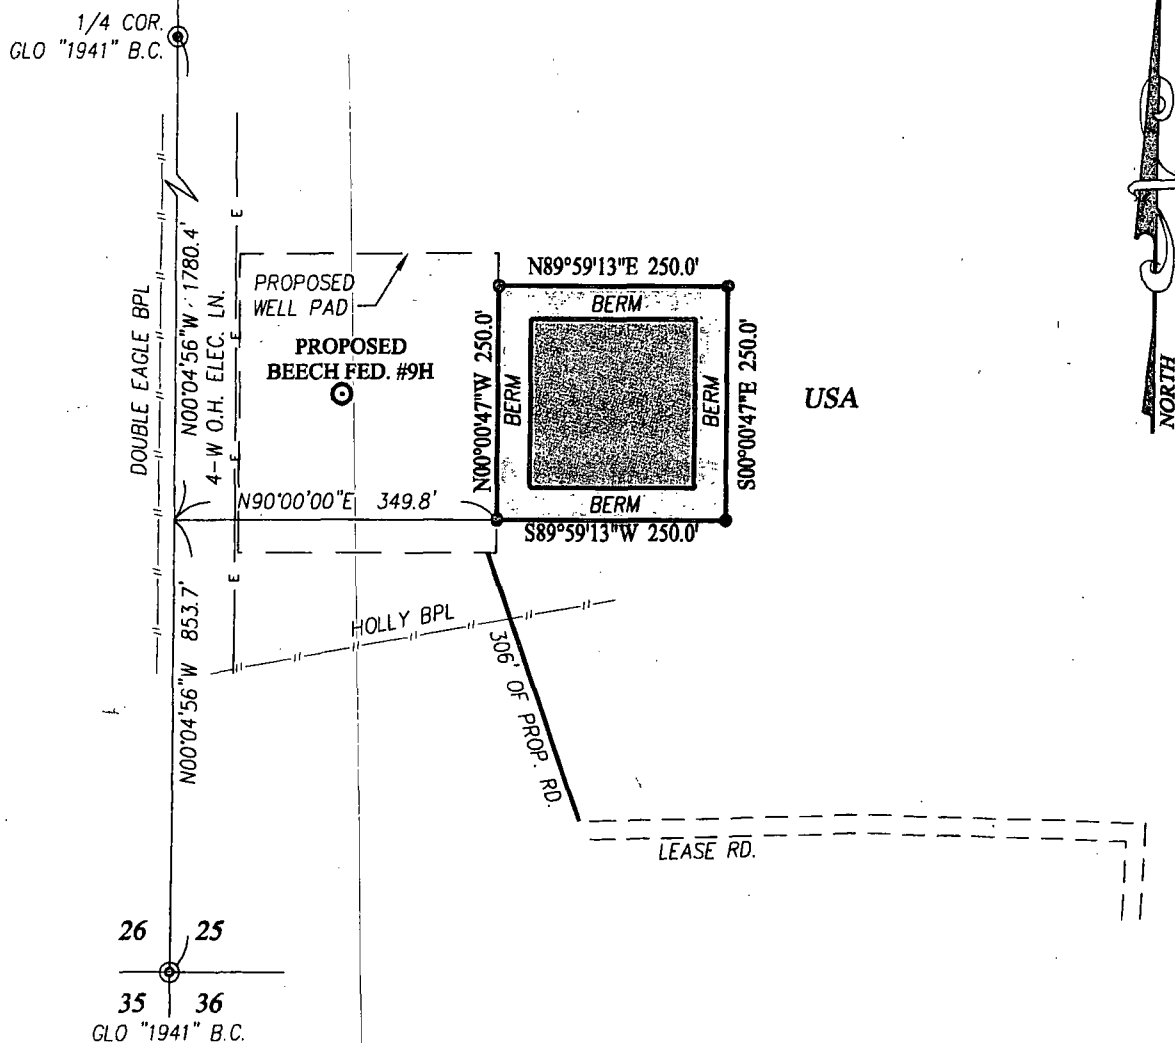 1/4 COR.
GLO "1941" B.C.
DOUBLE EAGLE BPL
N00°04'56"W 1780.4'
4-W O.H. ELEC. LN.
E
E
E
E
PROPOSED
WELL PAD
PROPOSED
BEECH FED. #9H
N89°59'13"E 250.0'
BERM
N00°00'47"W 250.0'
BERM
BERM
S00°00'47"E 250.0'
BERM
S89°59'13"W 250.0'
USA
NORTH
N90°00'00"E 349.8'
N00°04'56"W 853.7'
HOLLY BPL
306' OF PROP. RD.
LEASE RD.
26 25
35 36
GLO "1941" B.C.